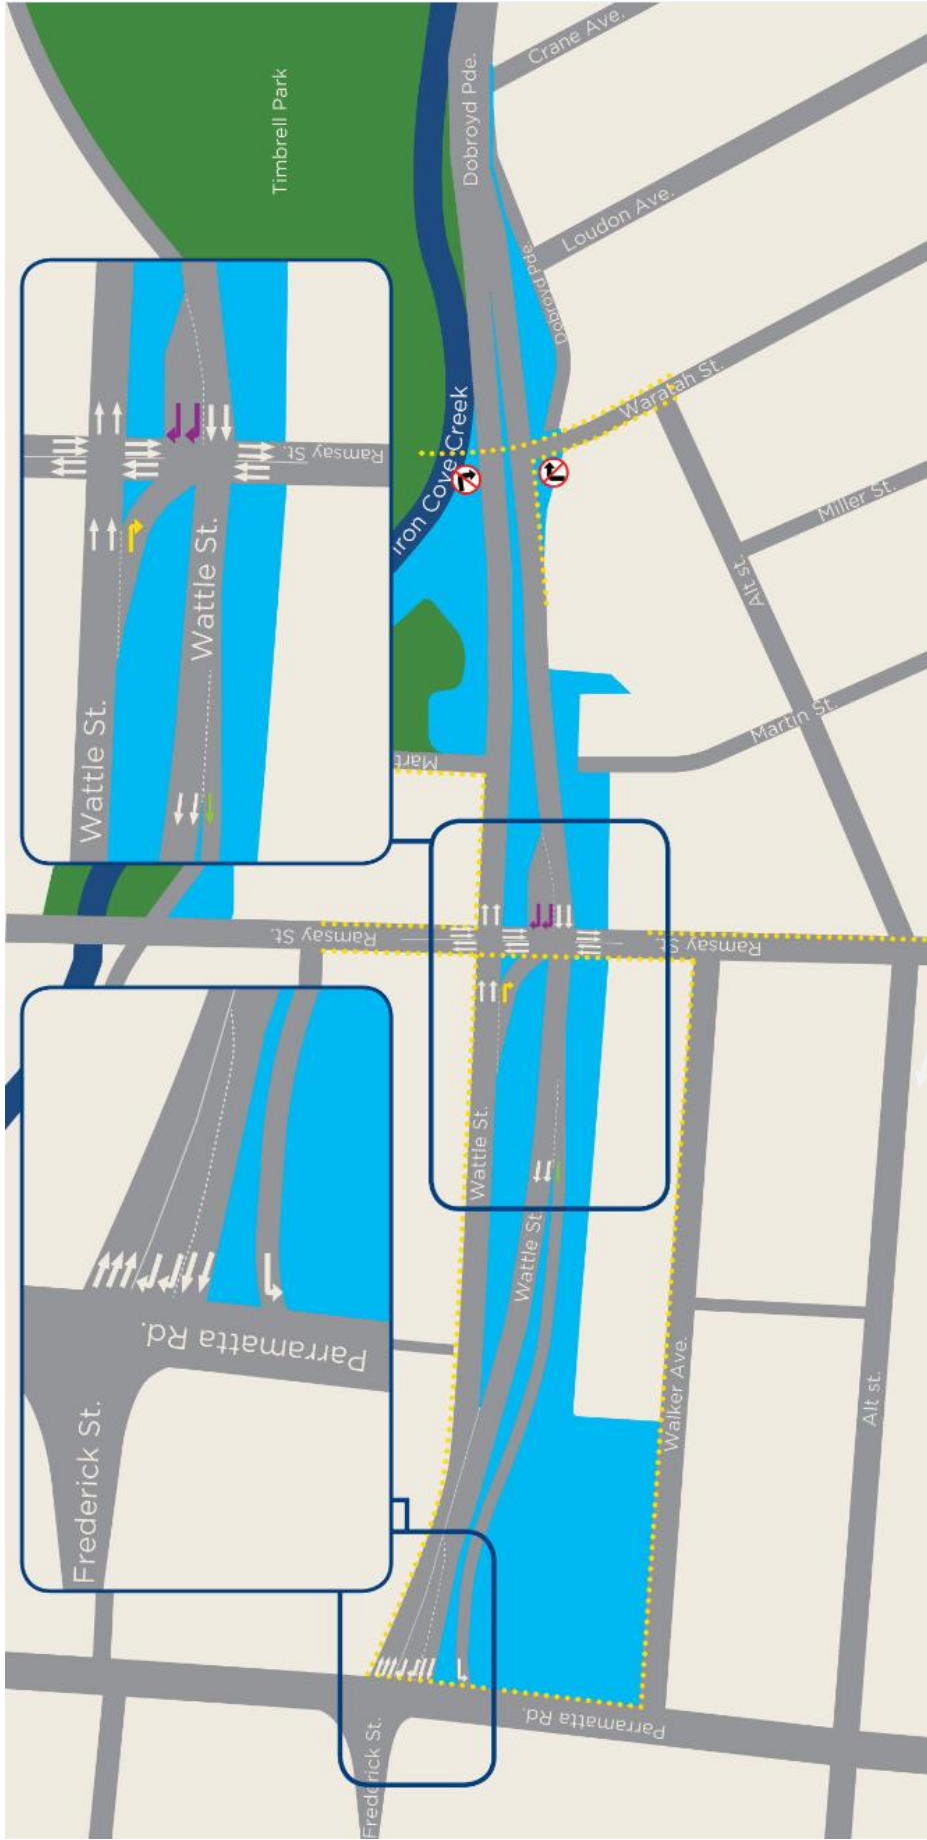 Crane Ave.
Dobroyd Pde.
Timbrell Park
Loudon Ave.
Dobroyd Pde.
Waratah St.
Ramsay St.
Iron Cove Creek
Miller St.
Wattle St.
Alt st.
Wattle St.
Martin St.
Mart
Ramsay St.
Ramsay St.
Wattle St.
Wattle St.
Parramatta Rd.
Walker Ave.
Alt st.
Frederick St.
Parramatta Rd.
Frederick St.